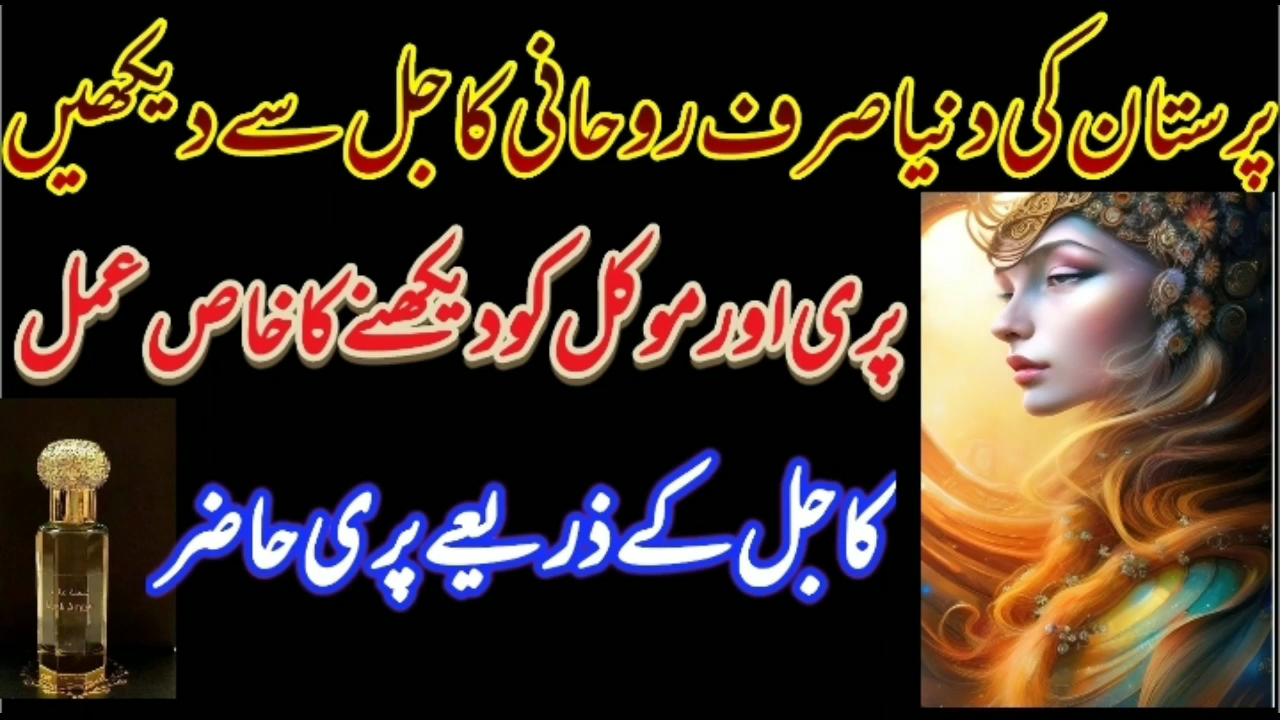 پرستان کی دنیا صرف روحانی کاجل سے دیکھیں
پری اور موکل کو دیکھنے کا خاص عمل
کاجل کے ذریعے پری حاضر